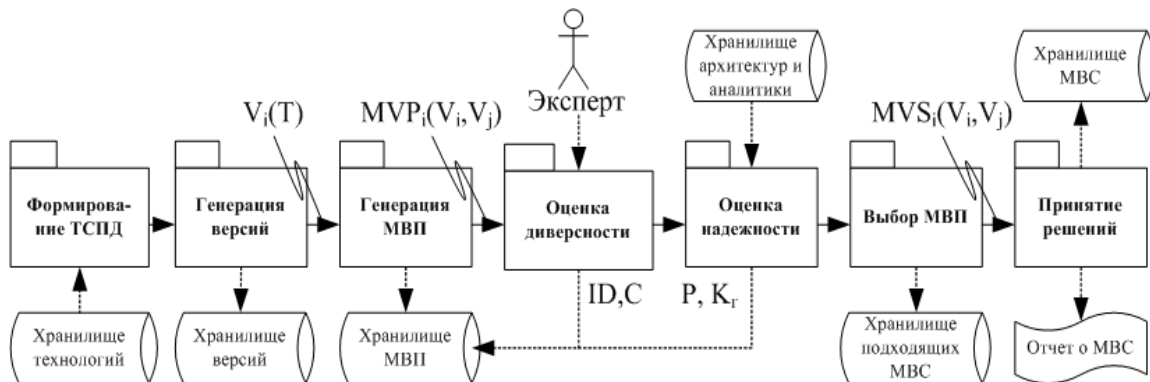 Хранилище
архитектур и
аналитики
Хранилище
МВС
Эксперт
V_i(T)
MVP_i(V_i,V_j)
MVS_i(V_i,V_j)
Формирова-
ние ТСПД
Генерация
версий
Генерация
МВП
Оценка
диверсности
Оценка
надежности
Выбор МВП
Принятие
решений
ID,C
P, K_г
Хранилище
технологий
Хранилище
версий
Хранилище
МВП
Хранилище
подходящих
МВС
Отчет о МВС